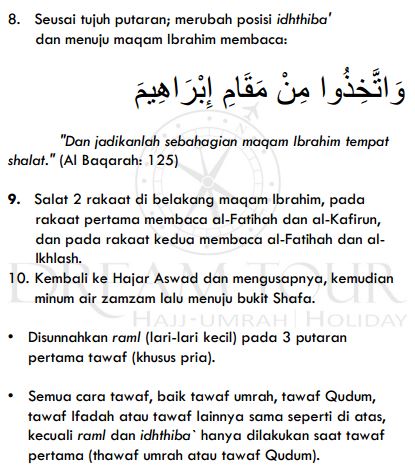 8. Seusai tujuh putaran; merubah posisi idhthiba'
dan menuju maqam Ibrahim membaca:
وَاتَّخِذُوا مِنْ مَقَامِ إِبْرَاهِيمَ
"Dan jadikanlah sebahagian maqam Ibrahim tempat
shalat." (Al Baqarah: 125)
9. Salat 2 rakaat di belakang maqam Ibrahim, pada
rakaat pertama membaca al-Fatihah dan al-Kafirun,
dan pada rakaat kedua membaca al-Fatihah dan al-
Ikhlash.
10. Kembali ke Hajar Aswad dan mengusapnya, kemudian
minum air zamzam lalu menuju bukit Shafa.
DREAM TOUR
HAJJ-UMRAH | HOLIDAY
• Disunnahkan raml (lari-lari kecil) pada 3 putaran
pertama tawaf (khusus pria).
• Semua cara tawaf, baik tawaf umrah, tawaf Qudum,
tawaf Ifadah atau tawaf lainnya sama seperti di atas,
kecuali raml dan idhthiba` hanya dilakukan saat tawaf
pertama (thawaf umrah atau tawaf Qudum).